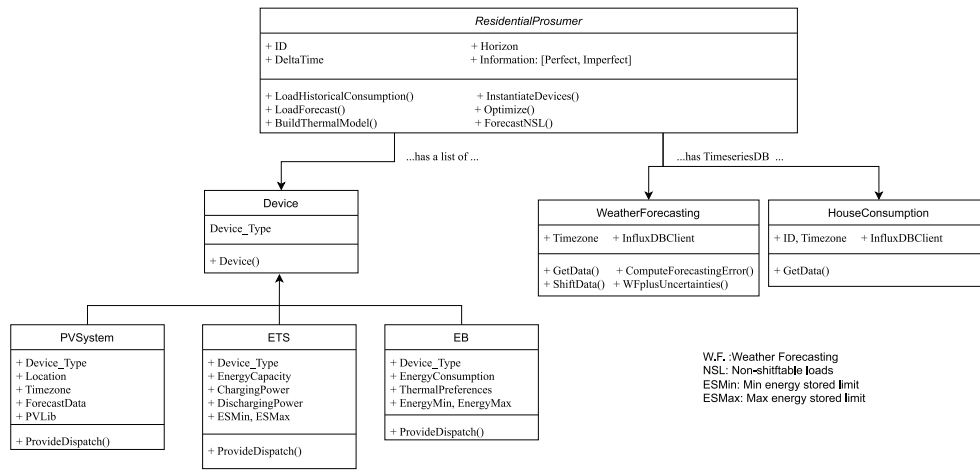 ResidentialProsumer
+ ID + Horizon
+ DeltaTime + Information: [Perfect, Imperfect]
+ LoadHistoricalConsumption() + InstantiateDevices()
+ LoadForecast() + Optimize()
+ BuildThermalModel() + ForecastNSL()
...has a list of ...
...has TimeseriesDB ...
Device
Device_Type
+ Device()
WeatherForecasting
+ Timezone + InfluxDBClient
+ GetData() + ComputeForecastingError()
+ ShiftData() + WFplusUncertainties()
HouseConsumption
+ ID, Timezone + InfluxDBClient
+ GetData()
PVSystem
+ Device_Type
+ Location
+ Timezone
+ ForecastData
+ PVLib
+ ProvideDispatch()
ETS
+ Device_Type
+ EnergyCapacity
+ ChargingPower
+ DischargingPower
+ ESMin, ESMax
+ ProvideDispatch()
EB
+ Device_Type
+ EnergyConsumption
+ ThermalPreferences
+ EnergyMin, EnergyMax
+ ProvideDispatch()
W.F. :Weather Forecasting
NSL: Non-shitftable loads
ESMin: Min energy stored limit
ESMax: Max energy stored limit